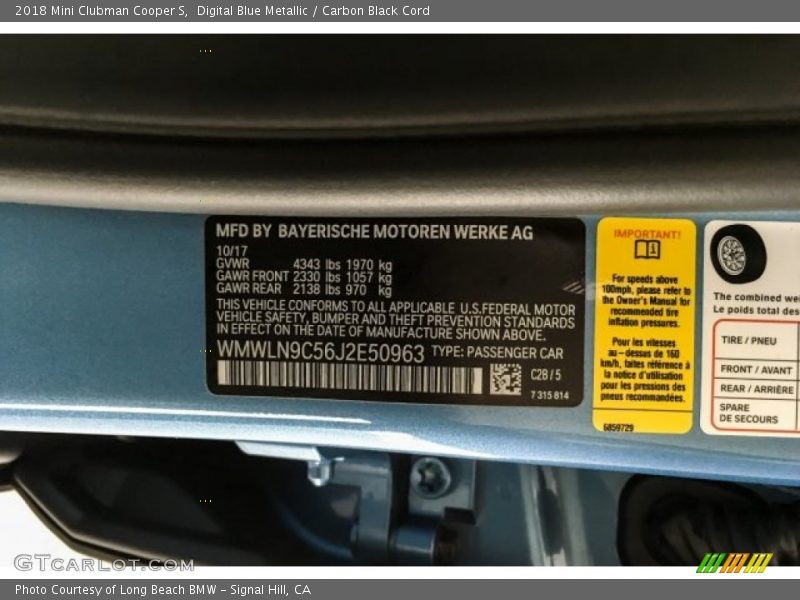 2018 Mini Clubman Cooper S,  Digital Blue Metallic / Carbon Black Cord
MFD BY BAYERISCHE MOTOREN WERKE AG
10/17
GVWR 4343 lbs 1970 kg
GAWR FRONT 2330 lbs 1057 kg
GAWR REAR 2138 lbs 970 kg
THIS VEHICLE CONFORMS TO ALL APPLICABLE U.S.FEDERAL MOTOR
VEHICLE SAFETY, BUMPER AND THEFT PREVENTION STANDARDS
IN EFFECT ON THE DATE OF MANUFACTURE SHOWN ABOVE.
WMWLN9C56J2E50963 TYPE: PASSENGER CAR
C2B / 5
7 315 814
IMPORTANT!
For speeds above
100mph, please refer to
the Owner's Manual for
recommended tire
inflation pressures.
Pour les vitesses
au-dessus de 160
km/h, faites référence à
la notice d'utilisation
pour les pressions des
pneus recommandées.
6859729
The combined wei
Le poids total des
TIRE / PNEU
FRONT / AVANT
REAR / ARRIÈRE
SPARE
DE SECOURS
GTCARLOT.COM
Photo Courtesy of Long Beach BMW - Signal Hill, CA